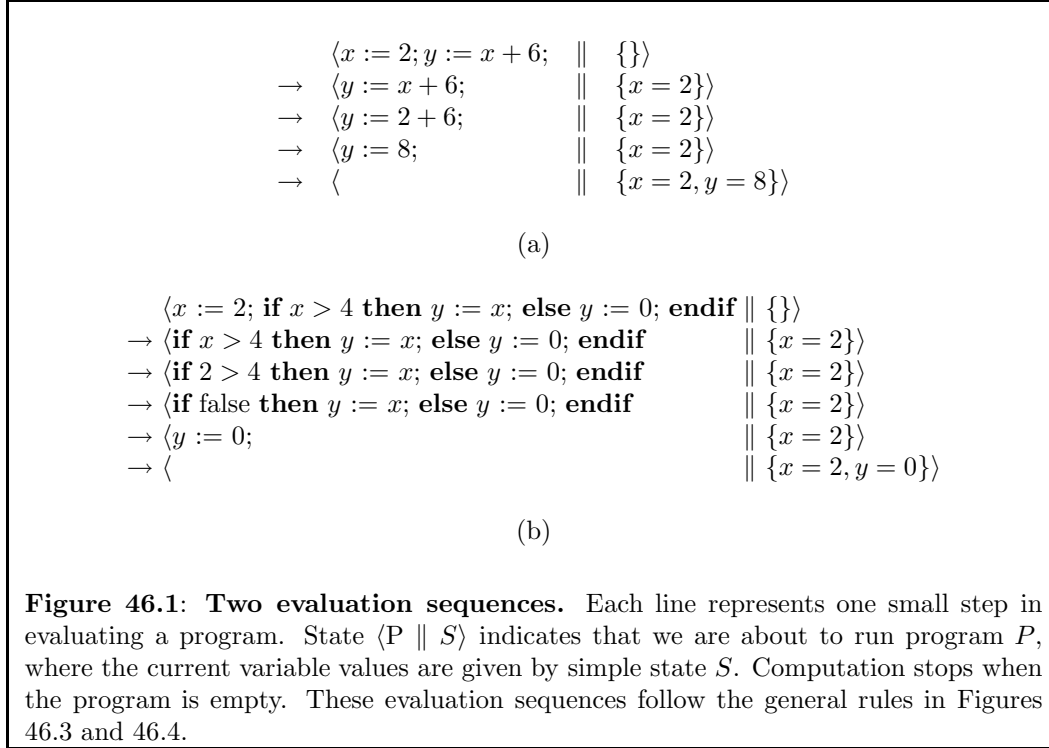 ⟨x := 2; y := x + 6; ∥ {}⟩
→ ⟨y := x + 6; ∥ {x = 2}⟩
→ ⟨y := 2 + 6; ∥ {x = 2}⟩
→ ⟨y := 8; ∥ {x = 2}⟩
→ ⟨ ∥ {x = 2, y = 8}⟩
(a)
⟨x := 2; if x > 4 then y := x; else y := 0; endif ∥ {}⟩
→ ⟨if x > 4 then y := x; else y := 0; endif ∥ {x = 2}⟩
→ ⟨if 2 > 4 then y := x; else y := 0; endif ∥ {x = 2}⟩
→ ⟨if false then y := x; else y := 0; endif ∥ {x = 2}⟩
→ ⟨y := 0; ∥ {x = 2}⟩
→ ⟨ ∥ {x = 2, y = 0}⟩
(b)
Figure 46.1: Two evaluation sequences. Each line represents one small step in
evaluating a program. State ⟨P ∥ S⟩ indicates that we are about to run program P,
where the current variable values are given by simple state S. Computation stops when
the program is empty. These evaluation sequences follow the general rules in Figures
46.3 and 46.4.